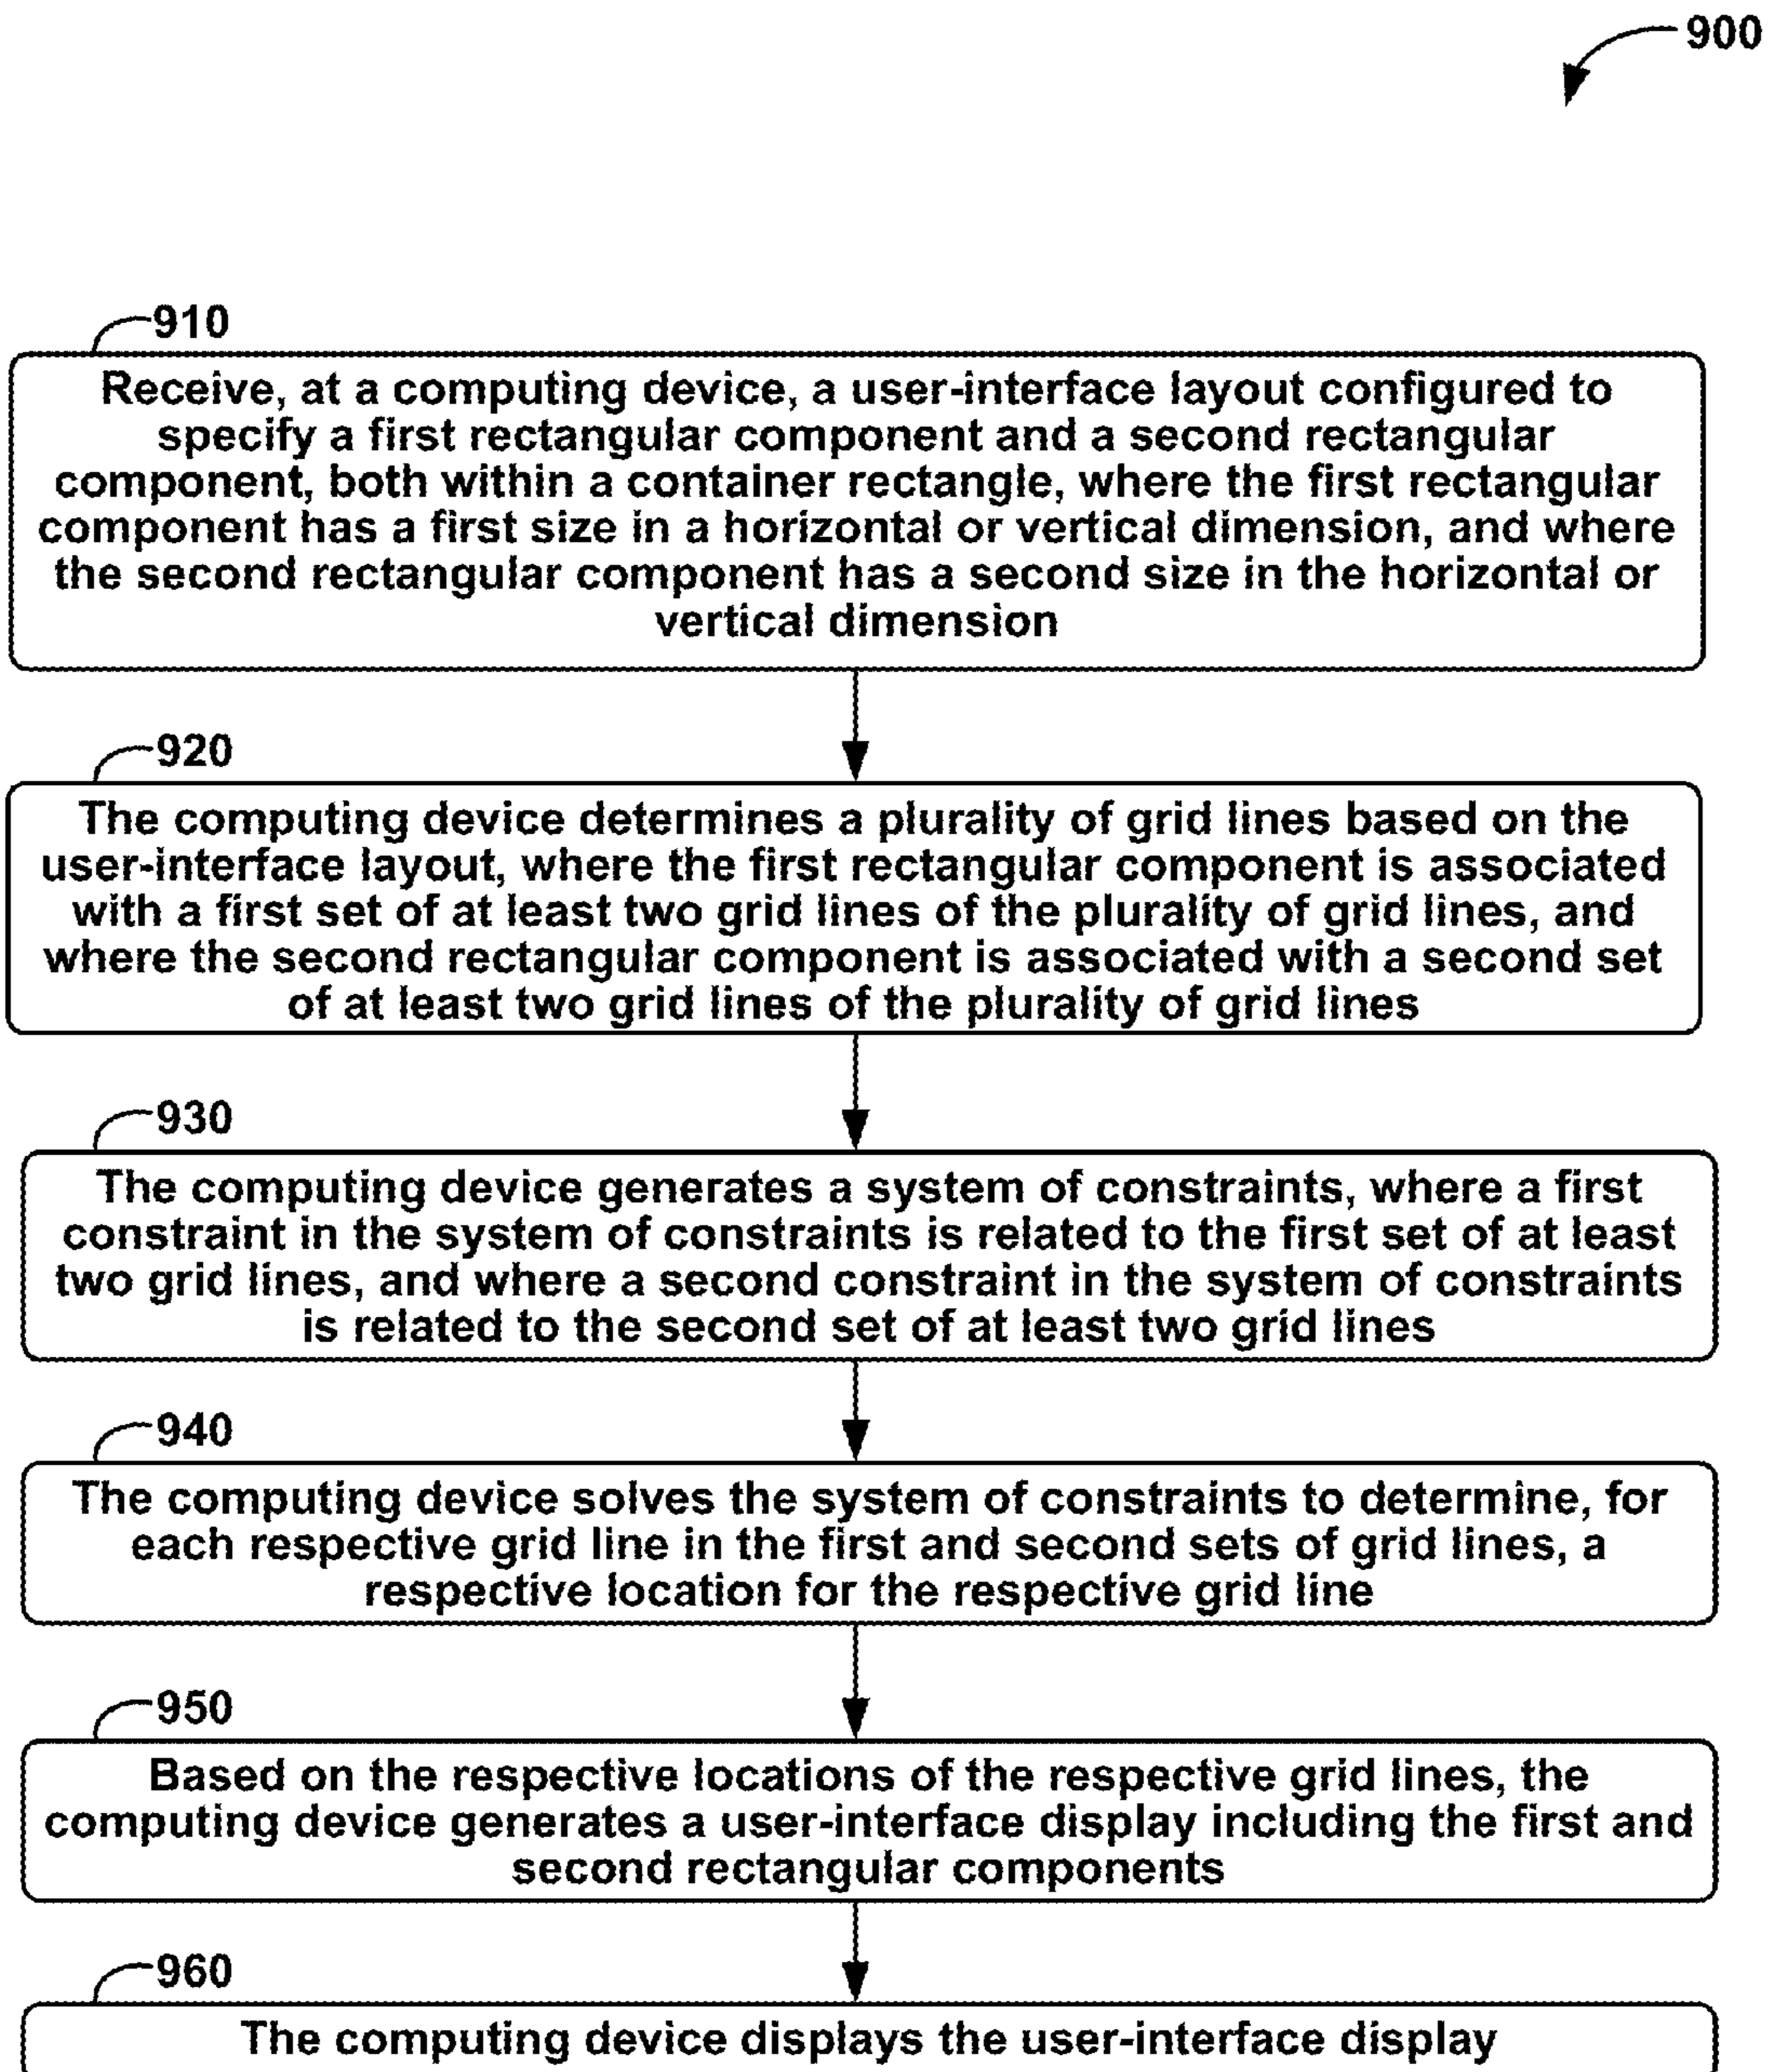 900
910
Receive, at a computing device, a user-interface layout configured to
specify a first rectangular component and a second rectangular
component, both within a container rectangle, where the first rectangular
component has a first size in a horizontal or vertical dimension, and where
the second rectangular component has a second size in the horizontal or
vertical dimension
920
The computing device determines a plurality of grid lines based on the
user-interface layout, where the first rectangular component is associated
with a first set of at least two grid lines of the plurality of grid lines, and
where the second rectangular component is associated with a second set
of at least two grid lines of the plurality of grid lines
930
The computing device generates a system of constraints, where a first
constraint in the system of constraints is related to the first set of at least
two grid lines, and where a second constraint in the system of constraints
is related to the second set of at least two grid lines
940
The computing device solves the system of constraints to determine, for
each respective grid line in the first and second sets of grid lines, a
respective location for the respective grid line
950
Based on the respective locations of the respective grid lines, the
computing device generates a user-interface display including the first and
second rectangular components
960
The computing device displays the user-interface display